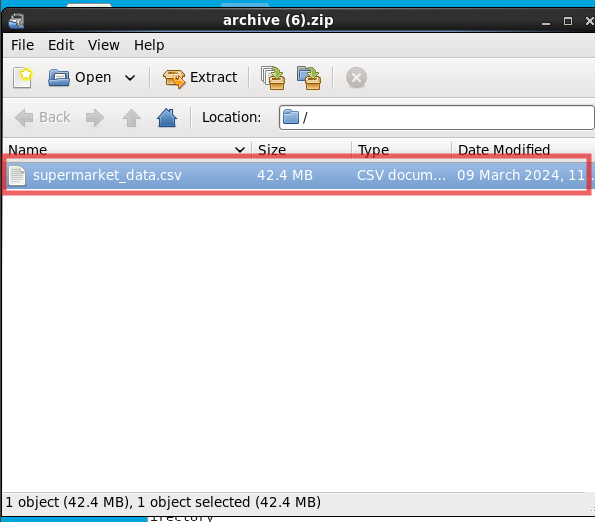 archive (6).zip
File Edit View Help
Open Extract
Back Location: /
Name Size Type Date Modified
supermarket_data.csv 42.4 MB CSV docum... 09 March 2024, 11...
1 object (42.4 MB), 1 object selected (42.4 MB)
irectory